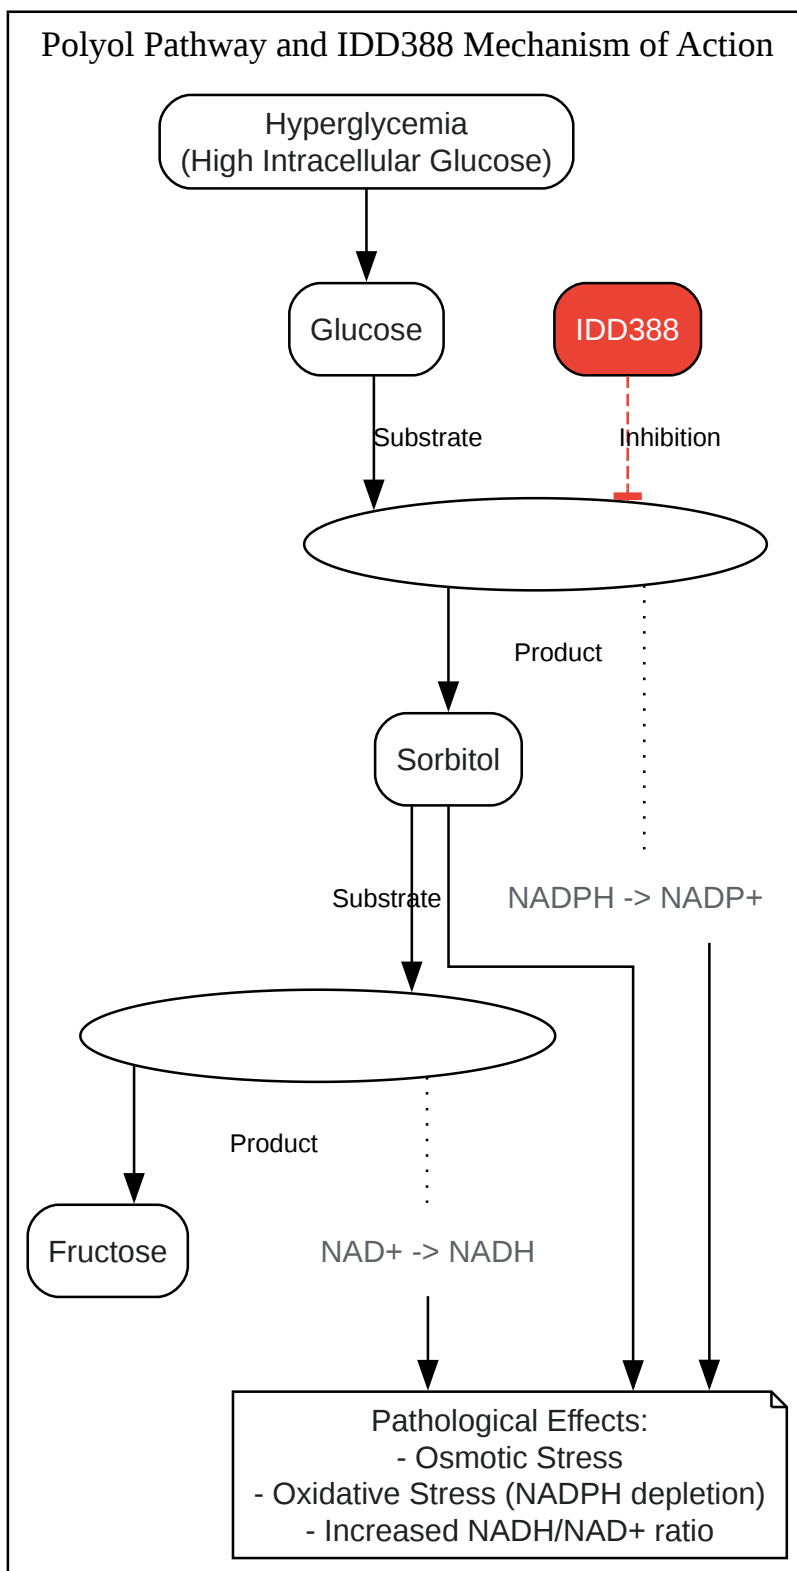 Polyol Pathway and IDD388 Mechanism of Action
Hyperglycemia
(High Intracellular Glucose)
Glucose
IDD388
Substrate
Inhibition
Product
Sorbitol
Substrate
NADPH -> NADP+
Product
Fructose
NAD+ -> NADH
Pathological Effects:
- Osmotic Stress
- Oxidative Stress (NADPH depletion)
- Increased NADH/NAD+ ratio